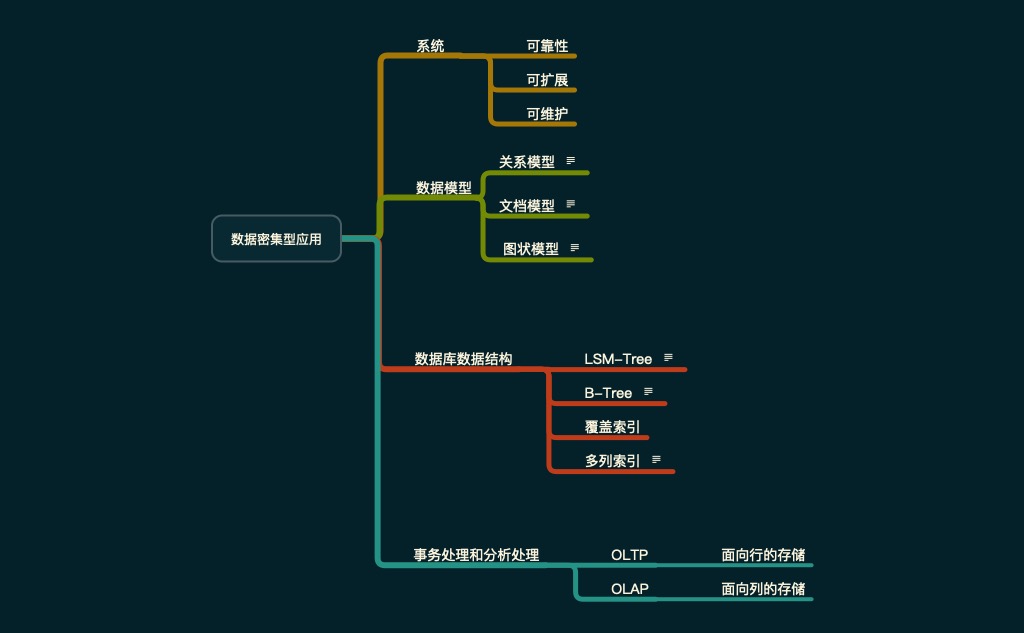 系统
可靠性
可扩展
可维护
数据模型
关系模型
文档模型
图状模型
数据密集型应用
数据库数据结构
LSM-Tree
B-Tree
覆盖索引
多列索引
事务处理和分析处理
OLTP
面向行的存储
OLAP
面向列的存储